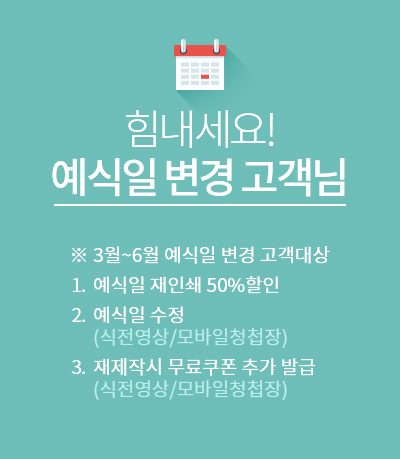 힘내세요!
예식일 변경 고객님
※ 3월~6월 예식일 변경 고객대상
1. 예식일 재인쇄 50%할인
2. 예식일 수정
(식전영상/모바일청첩장)
3. 재제작시 무료쿠폰 추가 발급
(식전영상/모바일청첩장)